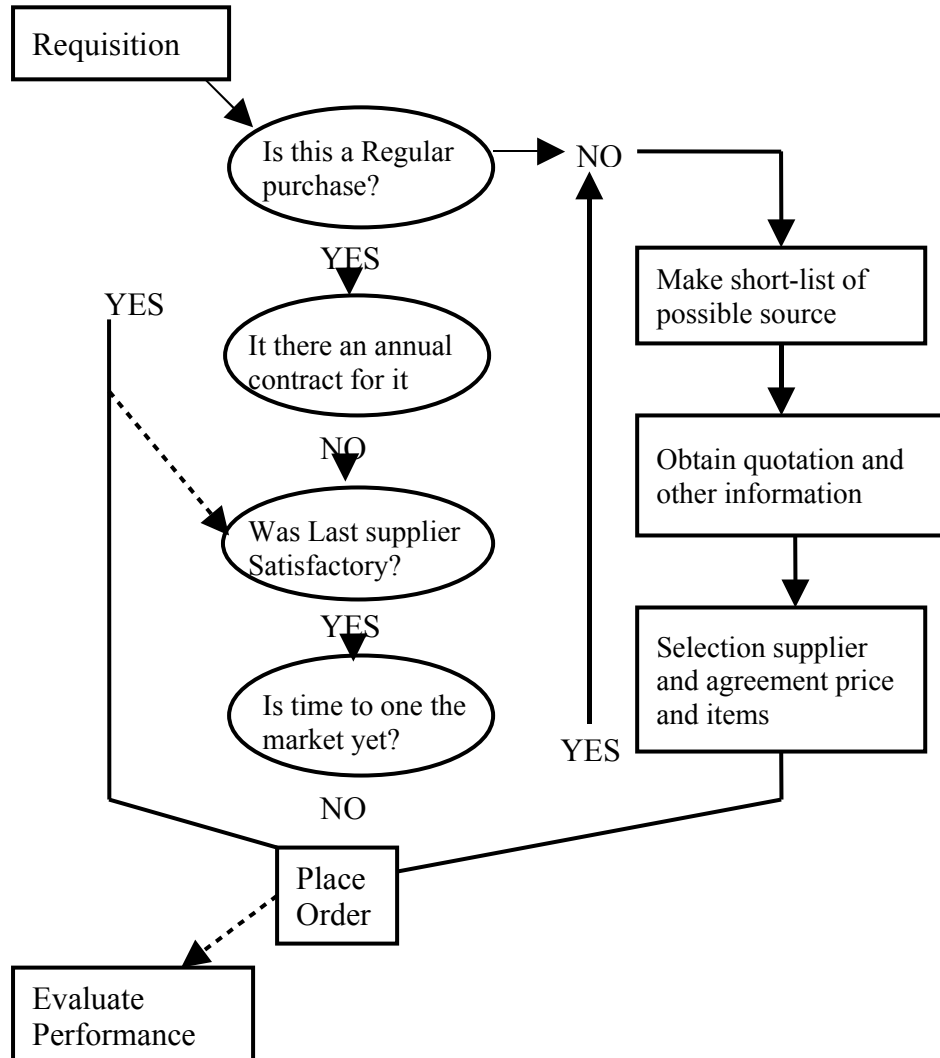 Requisition
Is this a Regular
purchase?
NO
YES
YES
Make short-list of
possible source
It there an annual
contract for it
NO
Obtain quotation and
other information
Was Last supplier
Satisfactory?
YES
Selection supplier
and agreement price
and items
Is time to one the
market yet?
YES
NO
Place
Order
Evaluate
Performance